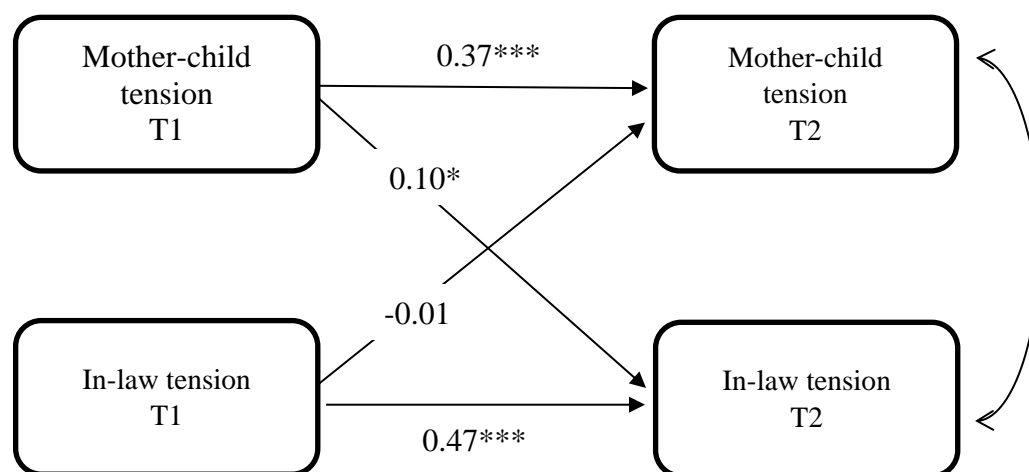 Mother-child
tension
T1
0.37***
Mother-child
tension
T2
0.10*
-0.01
In-law tension
T1
0.47***
In-law tension
T2